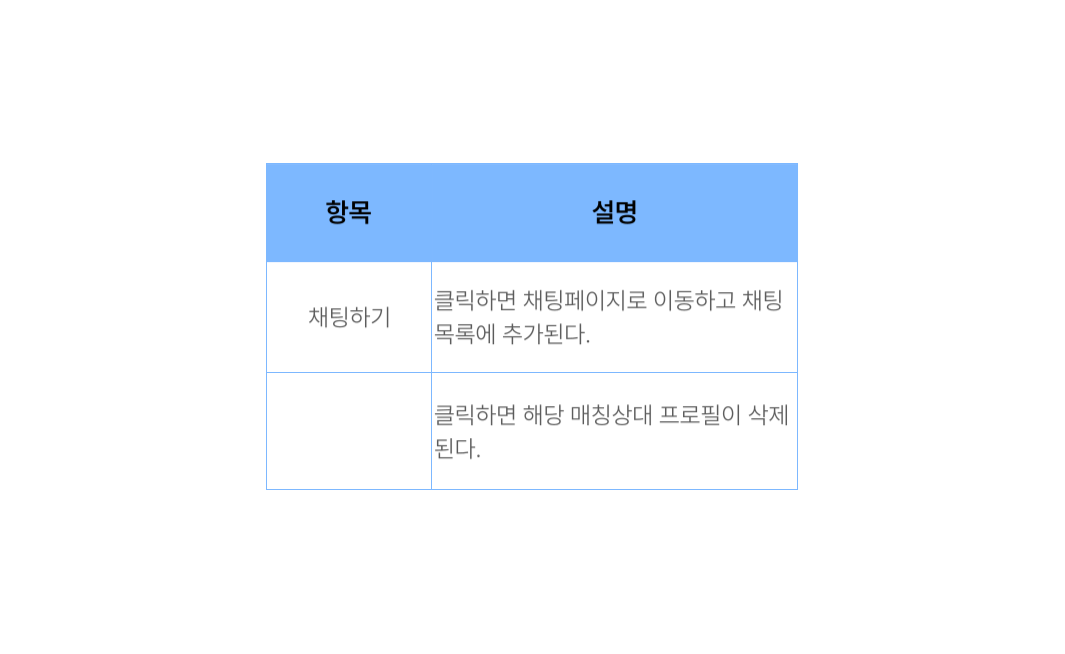 항목 설명
채팅하기 클릭하면 채팅페이지로 이동하고 채팅
목록에 추가된다.
클릭하면 해당 매칭상대 프로필이 삭제
된다.